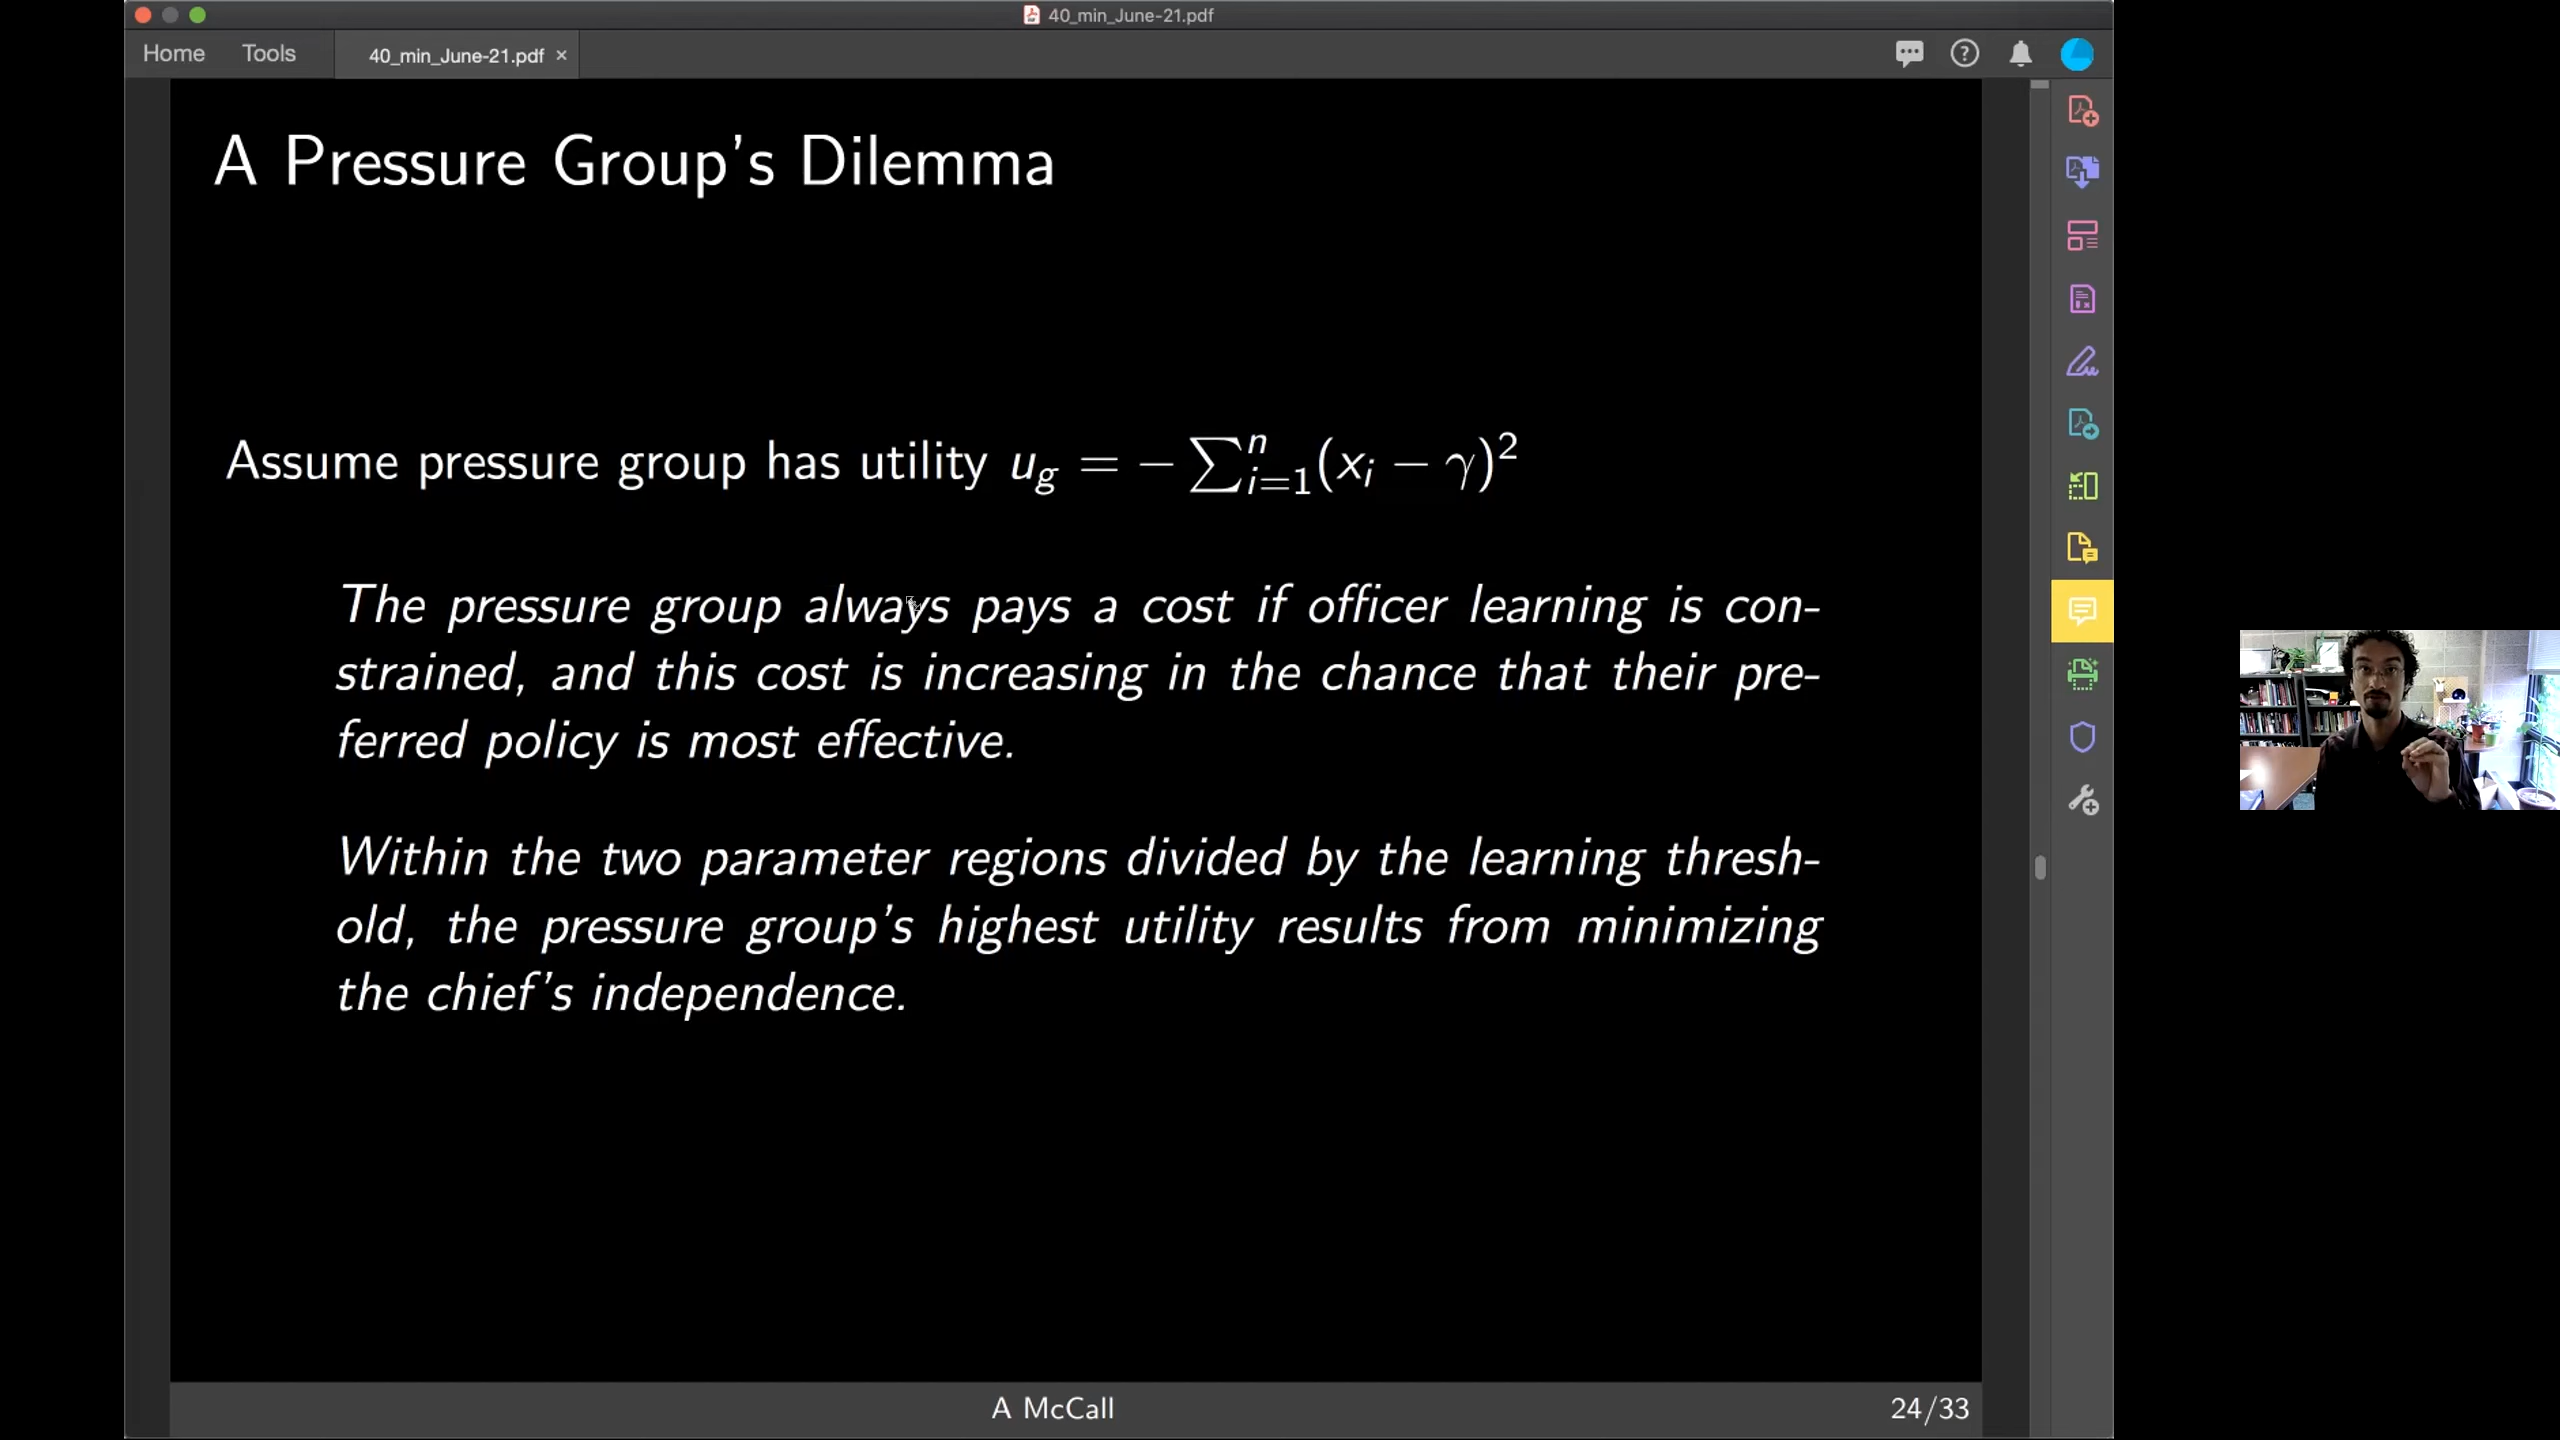 40_min_June-21.pdf
Home Tools 40_min_June-21.pdf ×
A Pressure Group's Dilemma
Assume pressure group has utility u_g = − ∑_{i=1}^{n} (x_i − γ)^2
The pressure group always pays a cost if officer learning is con-
strained, and this cost is increasing in the chance that their pre-
ferred policy is most effective.
Within the two parameter regions divided by the learning thresh-
old, the pressure group's highest utility results from minimizing
the chief's independence.
A McCall 24/33